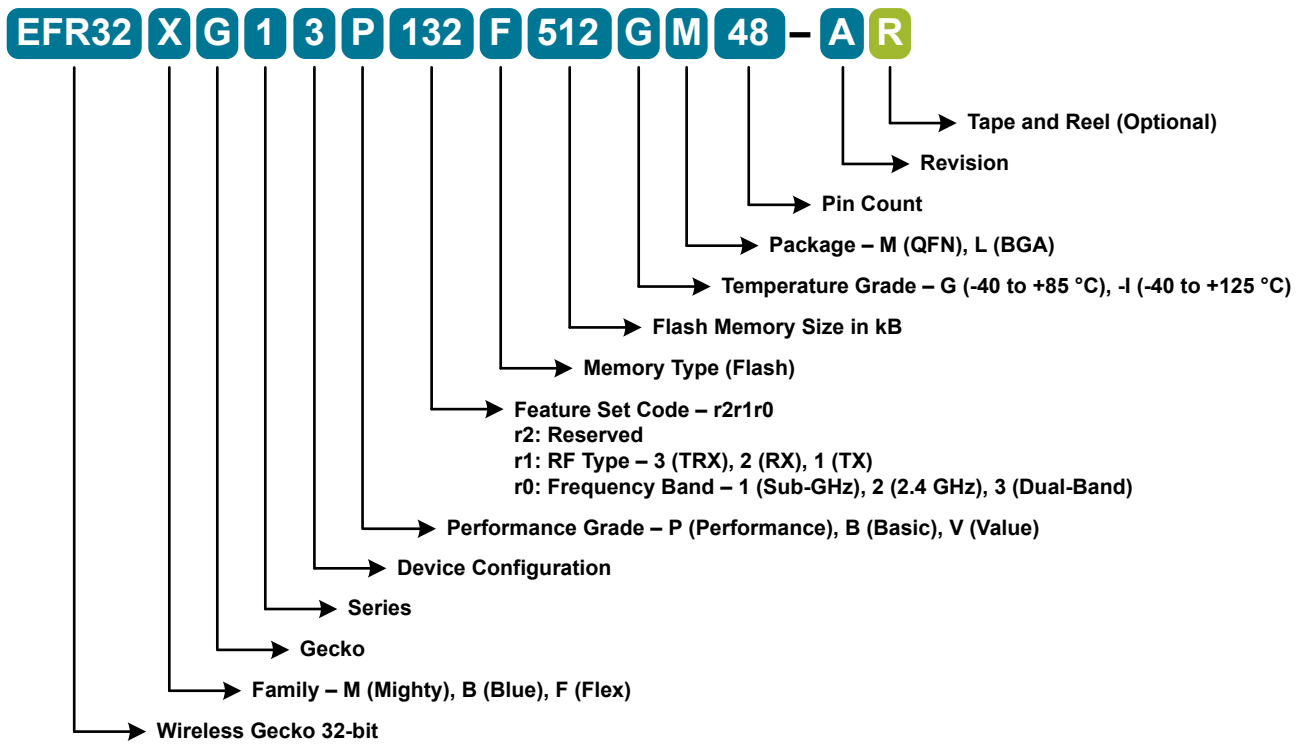 EFR32 X G 1 3 P 132 F 512 G M 48 – A R
Tape and Reel (Optional)
Revision
Pin Count
Package – M (QFN), L (BGA)
Temperature Grade – G (-40 to +85 °C), -I (-40 to +125 °C)
Flash Memory Size in kB
Memory Type (Flash)
Feature Set Code – r2r1r0
r2: Reserved
r1: RF Type – 3 (TRX), 2 (RX), 1 (TX)
r0: Frequency Band – 1 (Sub-GHz), 2 (2.4 GHz), 3 (Dual-Band)
Performance Grade – P (Performance), B (Basic), V (Value)
Device Configuration
Series
Gecko
Family – M (Mighty), B (Blue), F (Flex)
Wireless Gecko 32-bit